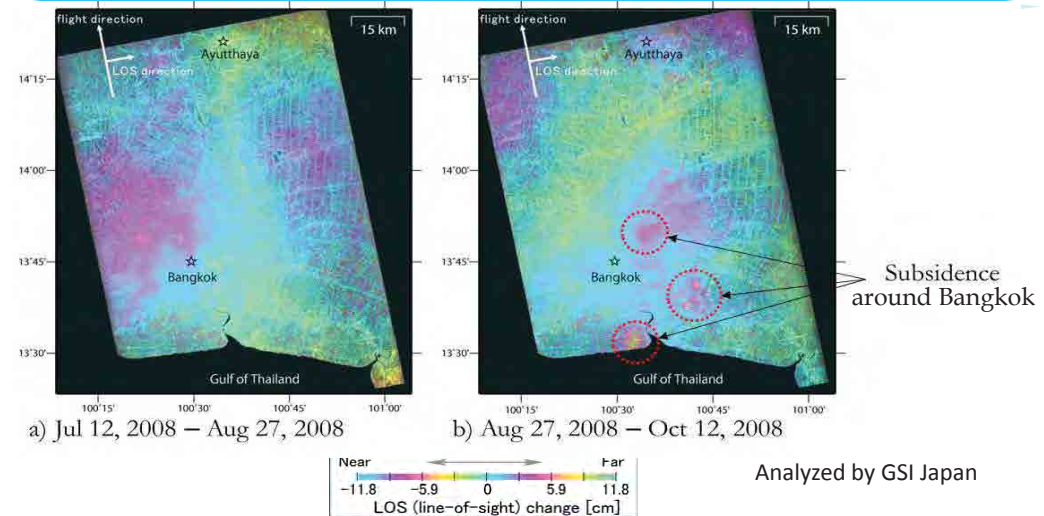 flight direction
LOS direction
15 km
Ayutthaya
14°15'
14°00'
13°45'
Bangkok
13°30'
Gulf of Thailand
100°15' 100°30' 100°45' 101°00'
a) Jul 12, 2008 – Aug 27, 2008
flight direction
LOS direction
15 km
Ayutthaya
14°15'
14°00'
13°45'
Bangkok
13°30'
Gulf of Thailand
100°15' 100°30' 100°45' 101°00'
b) Aug 27, 2008 – Oct 12, 2008
Subsidence
around Bangkok
Near Far
-11.8 -5.9 0 5.9 11.8
LOS (line-of-sight) change [cm]
Analyzed by GSI Japan